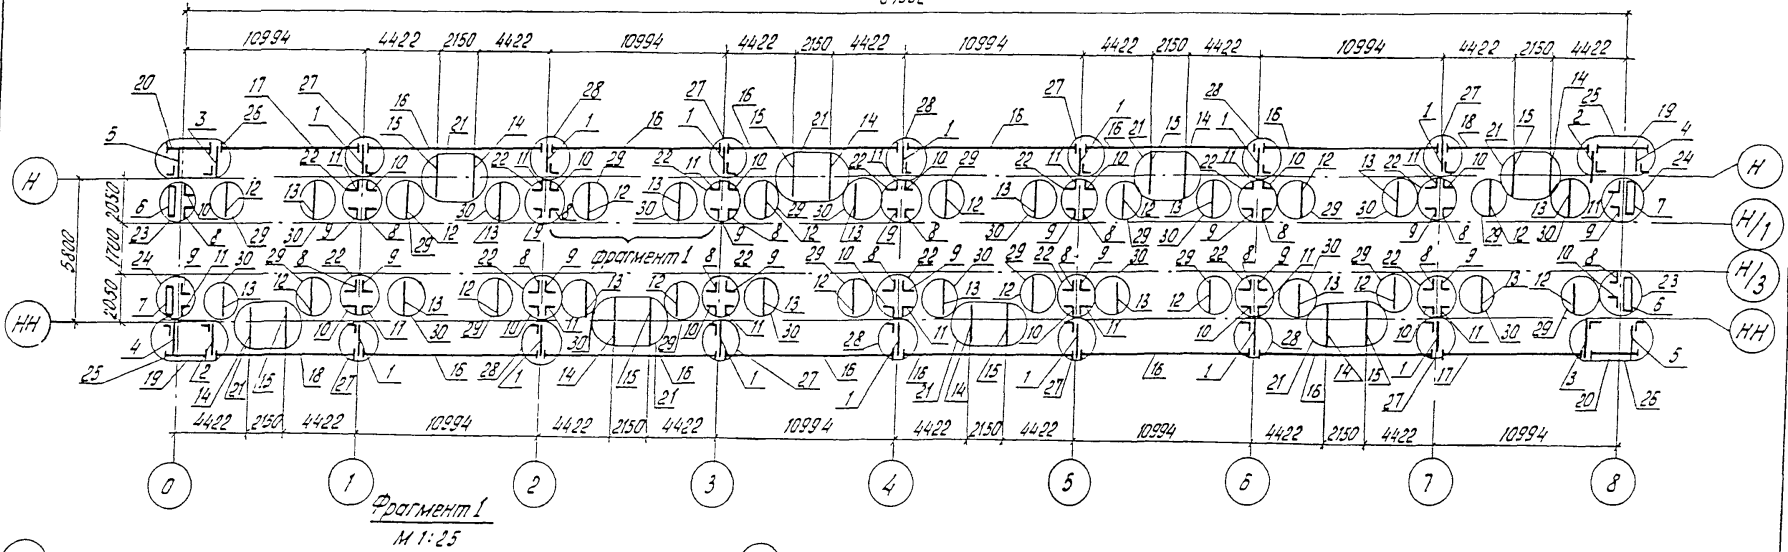 10994 4422 2150 4422 10994 4422 2150 4422 10994 4422 2150 4422 10994 4422 2150 4422
20 17 27 16 28 27 16 28 16 27 28 16 27 14 25
5 3 26 1 15 21 14 1 16 1 15 21 14 1 1 16 21 15 14 1 1 18 21 15 2 19 4
22 11 10 22 11 10 29 22 11 10 22 11 10 29 22 11 10 22 11 10 12 13 22 11 10 24
Н Н
6 10 12 13 30 12 13 30 12 30 12 13 30 12 13 30 7
23 8 29 30 9 8 29 12 13 9 8 9 8 12 13 9 8 30 9 8 29 30 9 8 29 30 9 8 29 12 30 9
Н/1
Фрагмент 1
5800
2050 1700 2050
24 9 11 30 29 8 22 9 22 8 9 8 22 9 29 10 8 22 9 30 29 22 8 9 30 29 22 8 9 11 30 29 22 8 9 10 8 23
Н/3
7 13 12 13 12 13 12 13 12 13 12 13 12 13 12 13 12 6
НН НН
4 10 17 30 29 10 11 30 29 10 11 30 28 11 10 11 10 28 10 11 30 29 5
25 19 2 14 21 15 18 27 1 16 28 1 14 15 21 16 1 27 16 1 16 21 14 15 1 27 16 1 21 16 14 15 1 27 17 3 20 26
4422 2150 4422 10994 4422 2150 4422 10994 4422 2150 4422 10994 4422 2150 4422 10994
0 1 2 3 4 5 6 7 8
Фрагмент 1
М 1:25